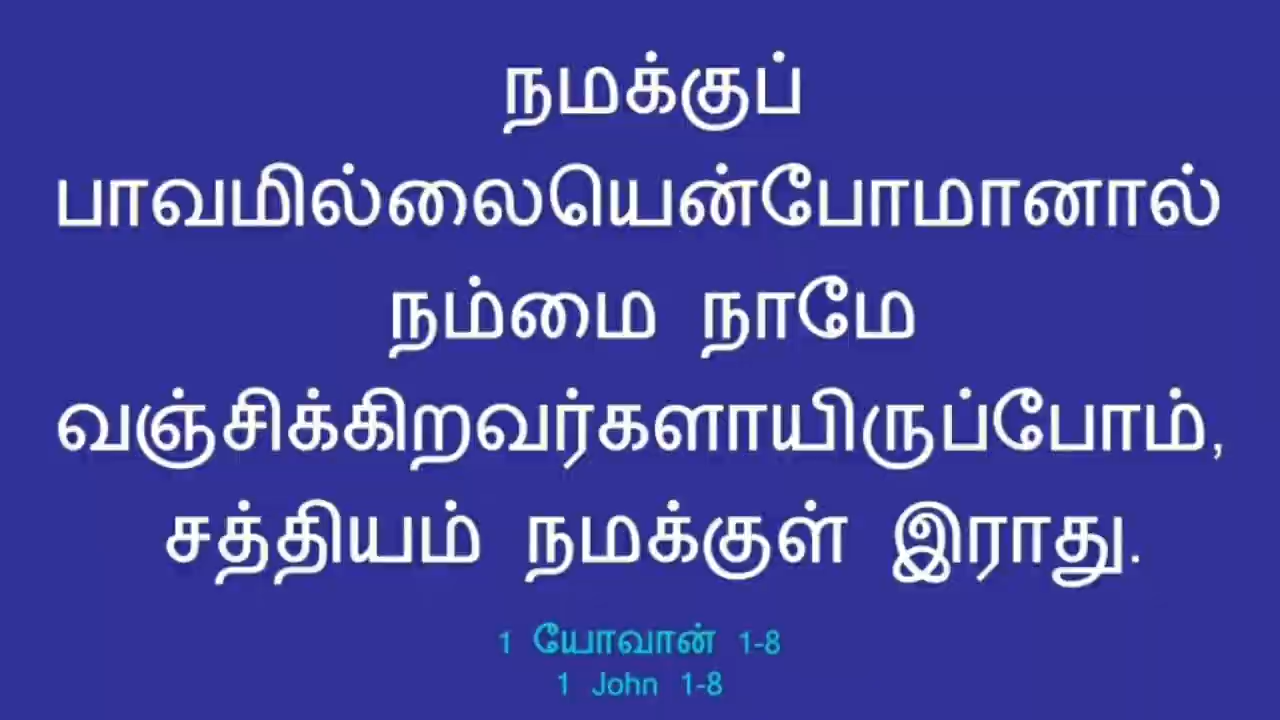 நமக்குப்
பாவமில்லையென்போமானால்
நம்மை நாமே
வஞ்சிக்கிறவர்களாயிருப்போம்,
சத்தியம் நமக்குள் இராது.
1 யோவான் 1-8
1 John 1-8